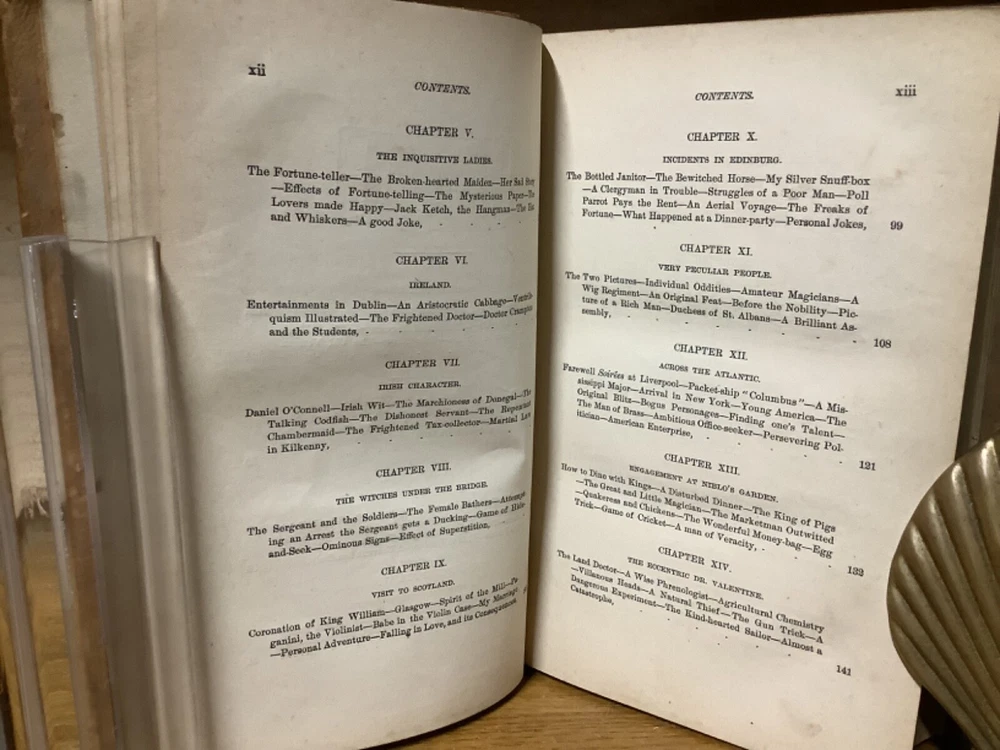 xii
CONTENTS.
CHAPTER V.
THE INQUISITIVE LADIES.
The Fortune-teller—The Broken-hearted Maiden—Her Sad Story
—Effects of Fortune-telling—The Mysterious Paper—The
Lovers made Happy—Jack Ketch, the Hangman—The
and Whiskers—A good Joke,
CHAPTER VI.
IRELAND.
Entertainments in Dublin—An Aristocratic Cabbage—Ventrilo-
quism Illustrated—The Frightened Doctor—Doctor Crampton
and the Students,
CHAPTER VII.
IRISH CHARACTER.
Daniel O'Connell—Irish Wit—The Marchioness of Donegal—The
Talking Codfish—The Dishonest Servant—The Repentant
Chambermaid—The Frightened Tax-collector—Martial Law
in Kilkenny,
CHAPTER VIII.
THE WITCHES UNDER THE BRIDGE.
The Sergeant and the Soldiers—The Female Bathers—Attempt-
ing an Arrest the Sergeant gets a Ducking—Game of Hide-
and-Seek—Ominous Signs—Effect of Superstition,
CHAPTER IX.
VISIT TO SCOTLAND.
Coronation of King William—Glasgow—Spirit of the Mill—Pa-
ganini, the Violinist—Babe in the Violin Case—My Marriage
—Personal Adventure—Falling in Love, and its Consequences
CONTENTS.
xiii
CHAPTER X.
INCIDENTS IN EDINBURG.
The Bottled Janitor—The Bewitched Horse—My Silver Snuff-box
—A Clergyman in Trouble—Struggles of a Poor Man—Poll
Parrot Pays the Rent—An Aerial Voyage—The Freaks of
Fortune—What Happened at a Dinner-party—Personal Jokes, 99
CHAPTER XI.
VERY PECULIAR PEOPLE.
The Two Pictures—Individual Oddities—Amateur Magicians—A
Wig Regiment—An Original Feat—Before the Nobility—Pic-
ture of a Rich Man—Duchess of St. Albans—A Brilliant As-
sembly, 108
CHAPTER XII.
ACROSS THE ATLANTIC.
Farewell Soirées at Liverpool—Packet-ship "Columbus"—A Mis-
sissippi Major—Arrival in New York—Young America—The
Original Blitz—Bogus Personages—Finding one's Talent—
The Man of Brass—Ambitious Office-seeker—Persevering Pol-
itician—American Enterprise, 121
CHAPTER XIII.
ENGAGEMENT AT NIBLO'S GARDEN.
How to Dine with Kings—A Disturbed Dinner—The King of Pigs
—The Great and Little Magician—The Marketman Outwitted
—Quakeress and Chickens—The Wonderful Money-bag—Egg
Trick—Game of Cricket—A man of Veracity, 132
CHAPTER XIV.
THE ECCENTRIC DR. VALENTINE.
The Land Doctor—A Wise Phrenologist—Agricultural Chemistry
—Villanous Heads—A Natural Thief—The Gun Trick—A
Dangerous Experiment—The Kind-hearted Sailor—Almost a
Catastrophe, 141